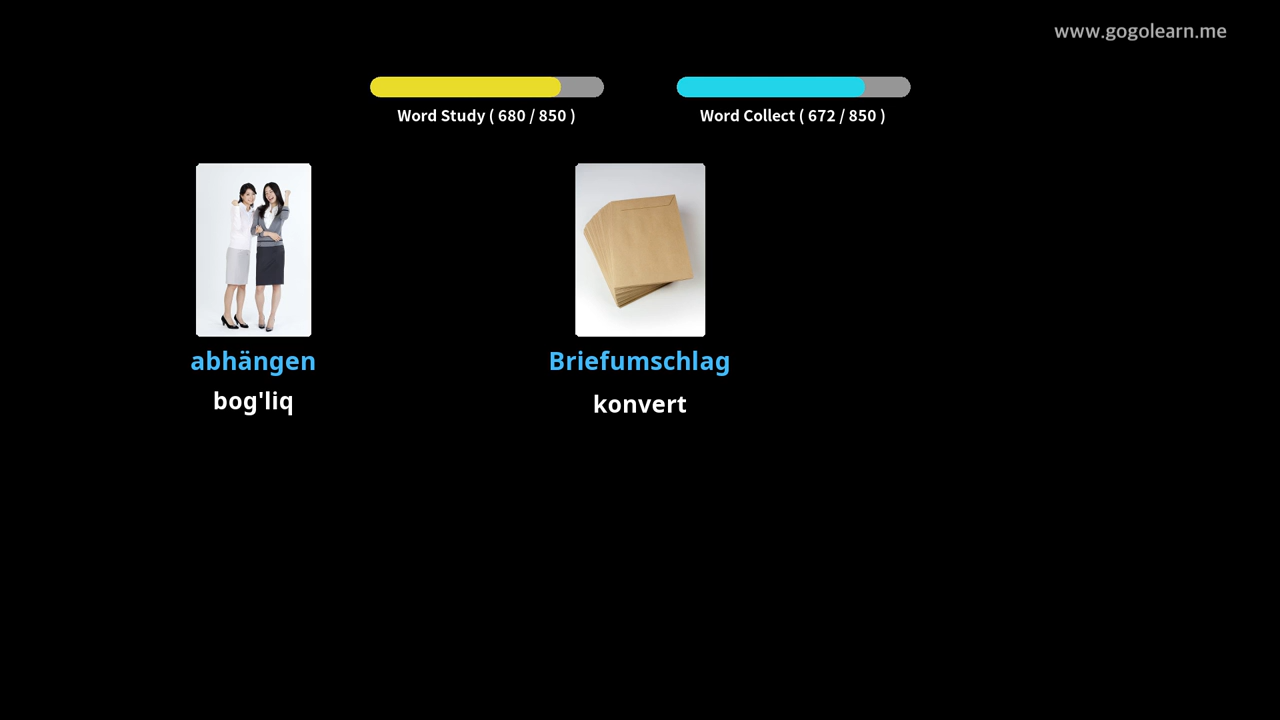 www.gogolearn.me
Word Study ( 680 / 850 )
Word Collect ( 672 / 850 )
abhängen
bog'liq
Briefumschlag
konvert